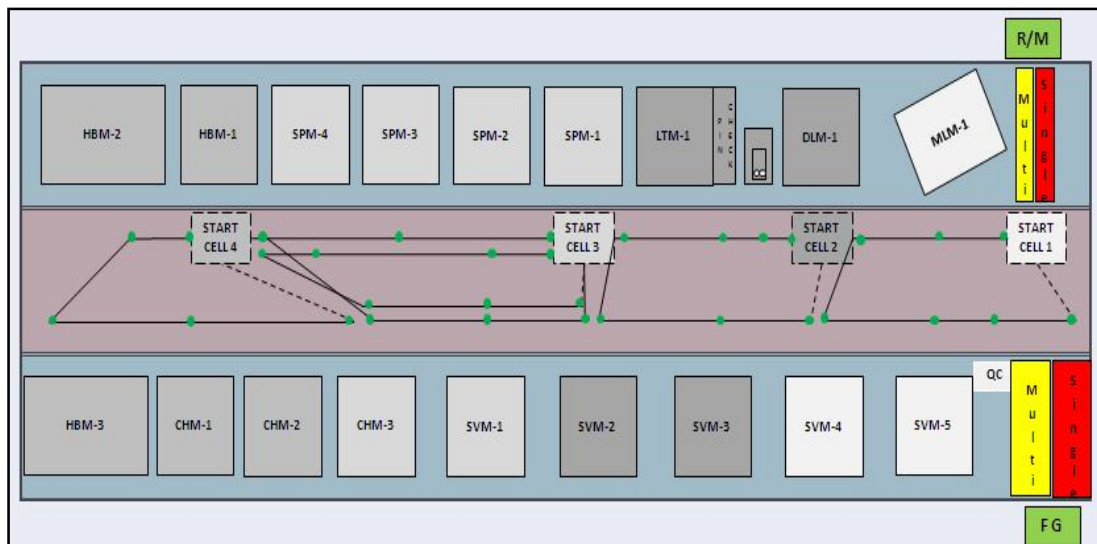 R/M
HBM-2
HBM-1
SPM-4
SPM-3
SPM-2
SPM-1
LTM-1
PIN
CHECK
QC
DLM-1
MLM-1
Multi
Single
START
CELL 4
START
CELL 3
START
CELL 2
START
CELL 1
HBM-3
CHM-1
CHM-2
CHM-3
SVM-1
SVM-2
SVM-3
SVM-4
SVM-5
QC
Multi
Single
FG